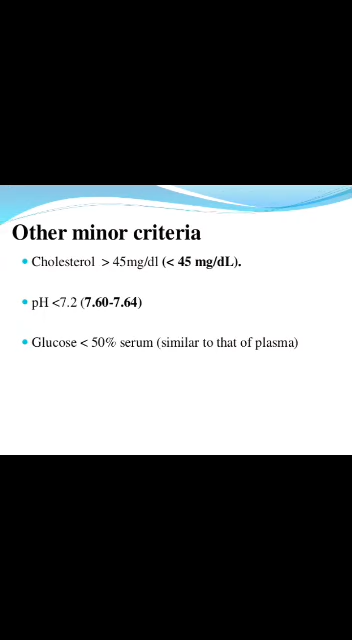 Other minor criteria
• Cholesterol > 45mg/dl (< 45 mg/dL).
• pH <7.2 (7.60-7.64)
• Glucose < 50% serum (similar to that of plasma)